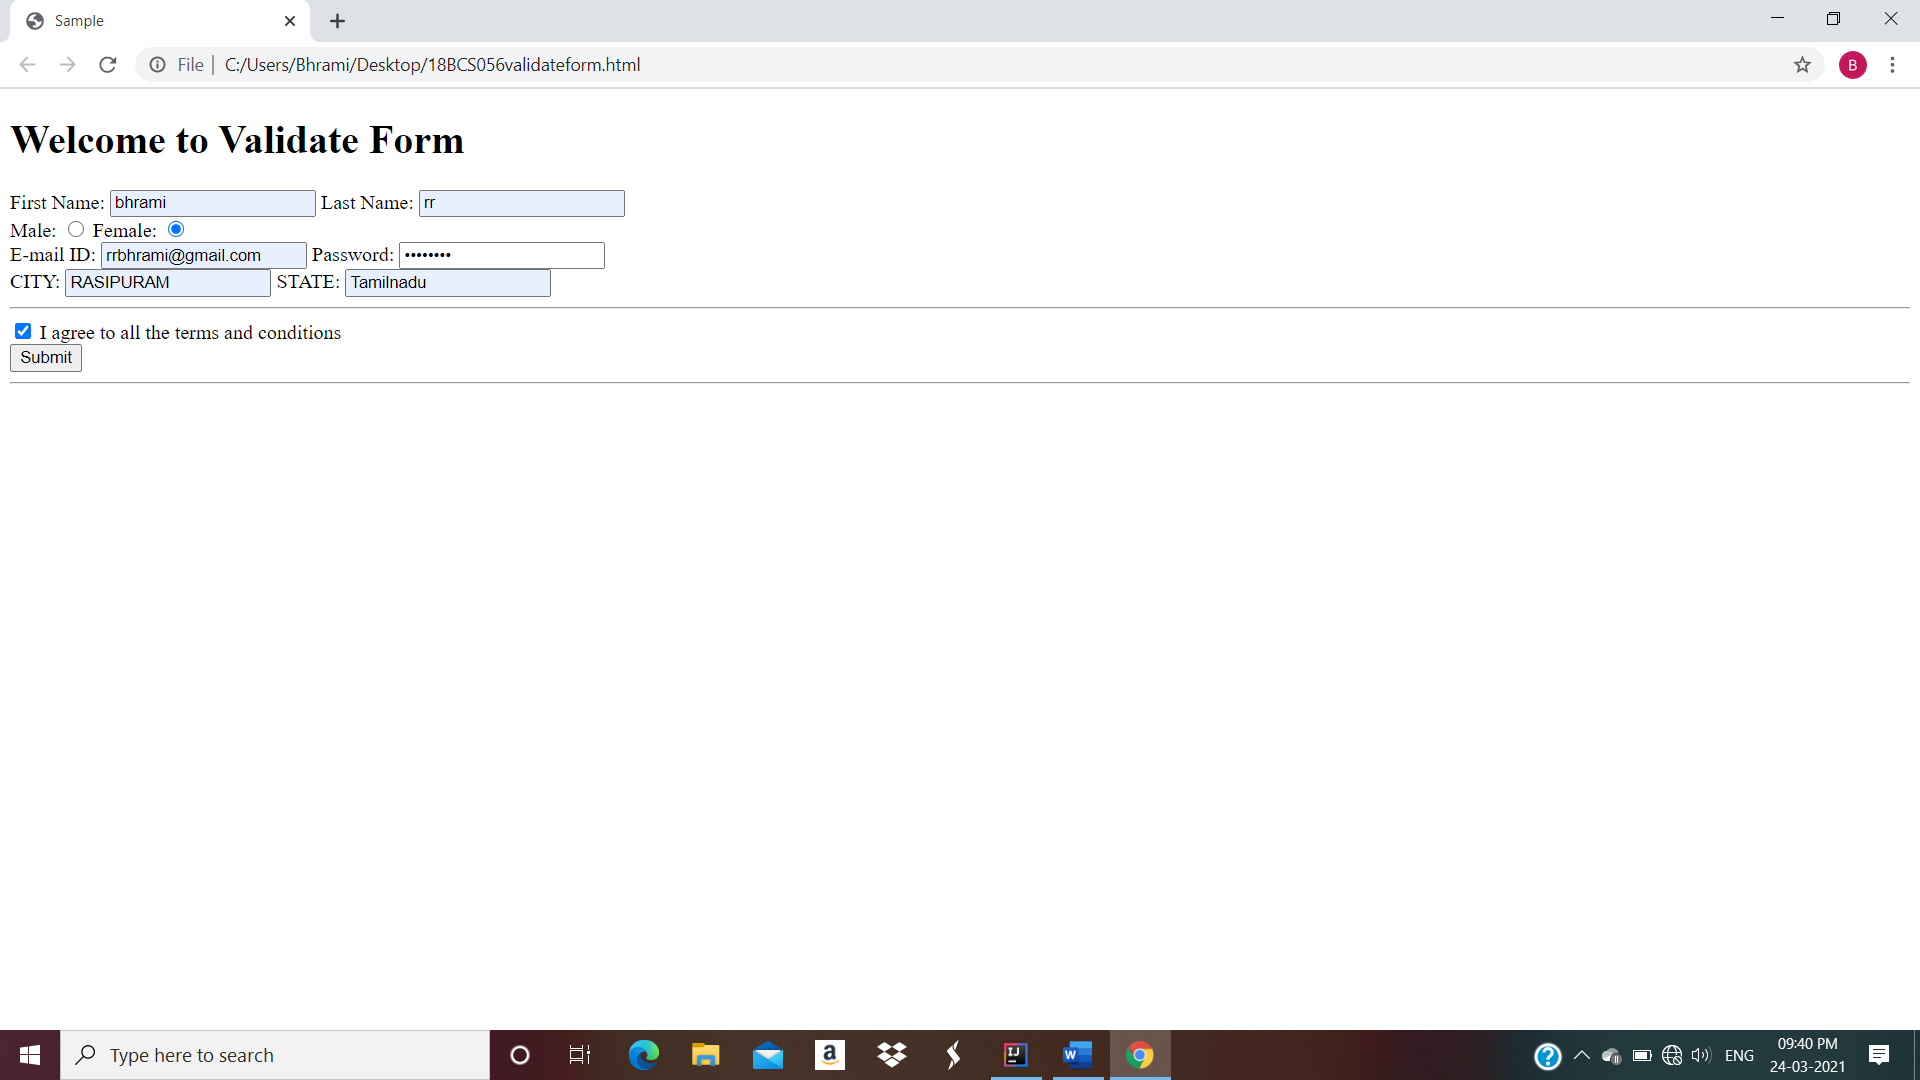 Sample
File C:/Users/Bhrami/Desktop/18BCS056validateform.html
B
Welcome to Validate Form
First Name: bhrami Last Name: rr
Male: Female:
E-mail ID: rrbhrami@gmail.com Password: ••••••••
CITY: RASIPURAM STATE: Tamilnadu
I agree to all the terms and conditions
Submit
Type here to search
a
IJ
W
?
ENG
09:40 PM
24-03-2021